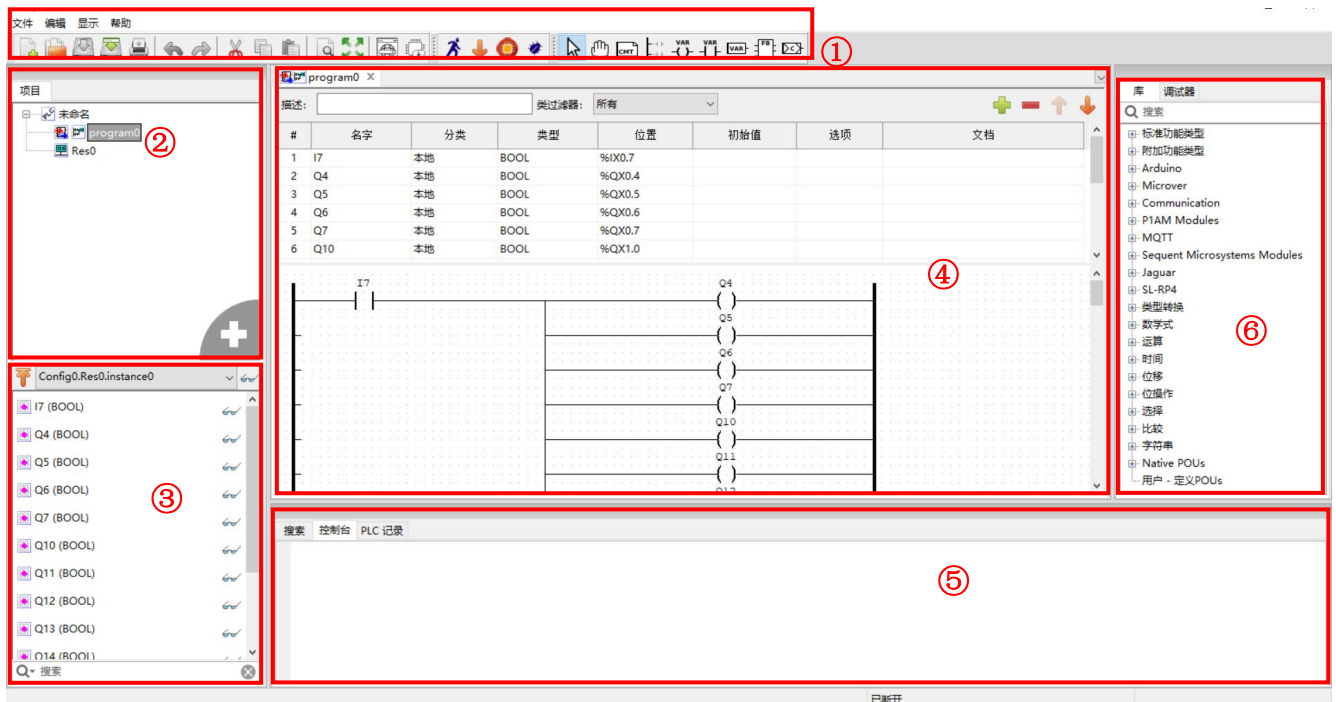 文件 编辑 显示 帮助
CMT VAR VAR VAR FB
①
项目
未命名
program0
Res0
②
Config0.Res0.instance0
I7 (BOOL)
Q4 (BOOL)
Q5 (BOOL)
Q6 (BOOL)
Q7 (BOOL)
Q10 (BOOL)
Q11 (BOOL)
Q12 (BOOL)
Q13 (BOOL)
Q14 (BOOL)
搜索
③
program0 X
描述: 类过滤器: 所有
# 名字 分类 类型 位置 初始值 选项 文档
1 I7 本地 BOOL %IX0.7
2 Q4 本地 BOOL %QX0.4
3 Q5 本地 BOOL %QX0.5
4 Q6 本地 BOOL %QX0.6
5 Q7 本地 BOOL %QX0.7
6 Q10 本地 BOOL %QX1.0
④
I7 Q4
Q5
Q6
Q7
Q10
Q11
Q12
搜索 控制台 PLC 记录
⑤
库 调试器
搜索
标准功能类型
附加功能类型
Arduino
Microver
Communication
P1AM Modules
MQTT
Sequent Microsystems Modules
Jaguar
SL-RP4
类型转换
数学式
运算
时间
位移
位操作
选择
比较
字符串
Native POUs
用户 - 定义POUs
⑥
已断开